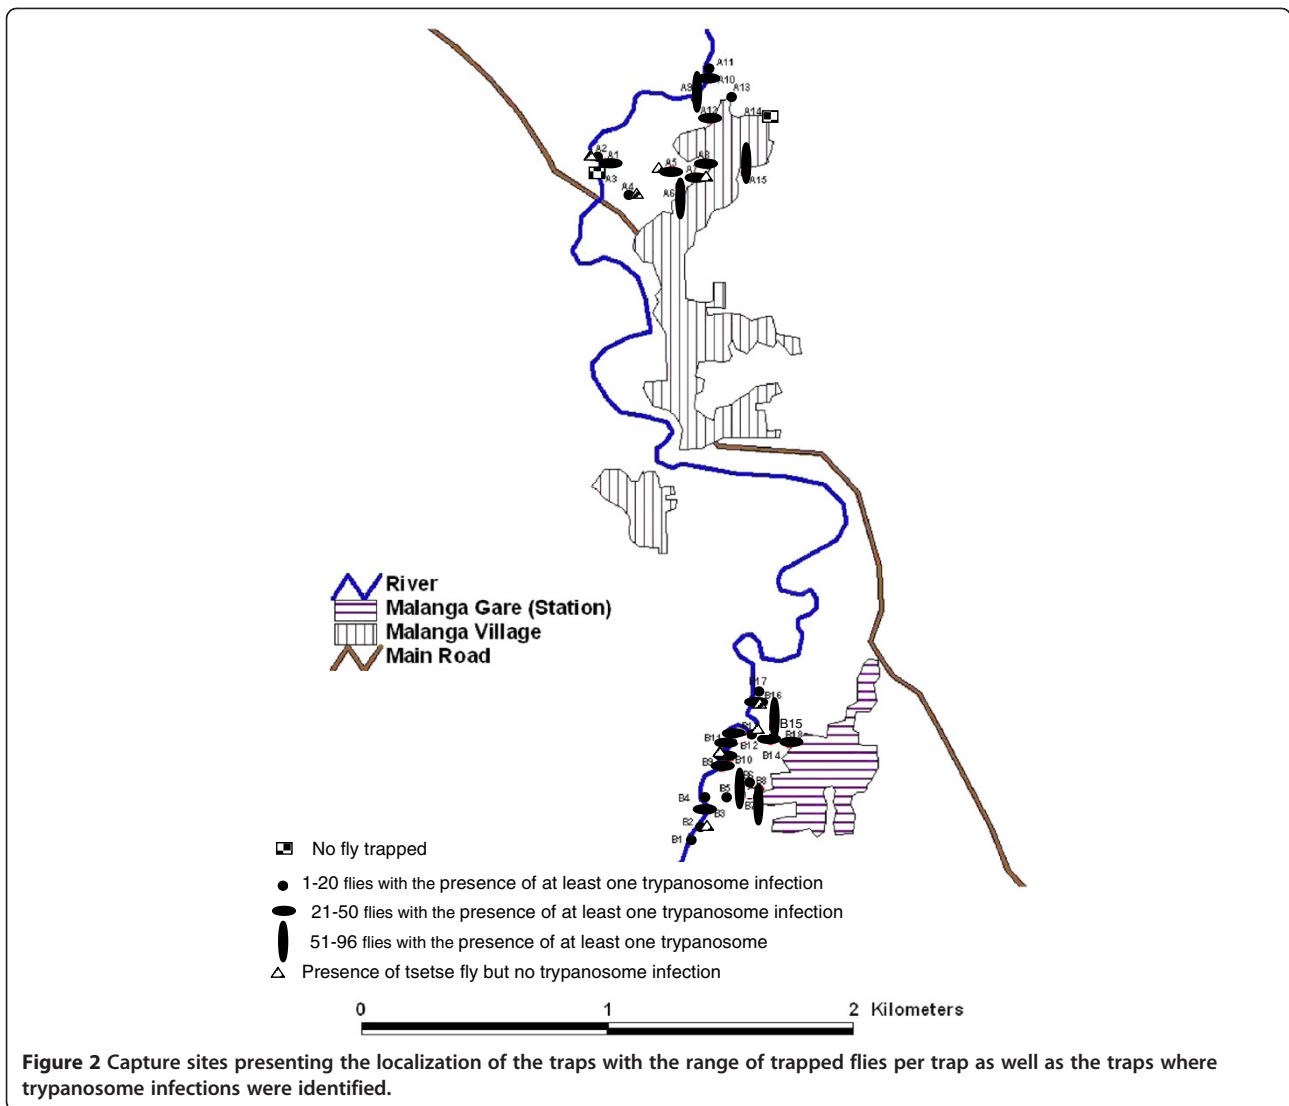 A11
A10
A9
A13
A12
A14
A2
A1
A3
A5
A8
A7
A15
A4
A6
River
Malanga Gare (Station)
Malanga Village
Main Road
B17
B16
B15
B11
B12
B18
B14
B9
B10
B6
B8
B5
B7
B4
B3
B2
B1
No fly trapped
1-20 flies with the presence of at least one trypanosome infection
21-50 flies with the presence of at least one trypanosome infection
51-96 flies with the presence of at least one trypanosome
Presence of tsetse fly but no trypanosome infection
0 1 2 Kilometers
Figure 2 Capture sites presenting the localization of the traps with the range of trapped flies per trap as well as the traps where
trypanosome infections were identified.